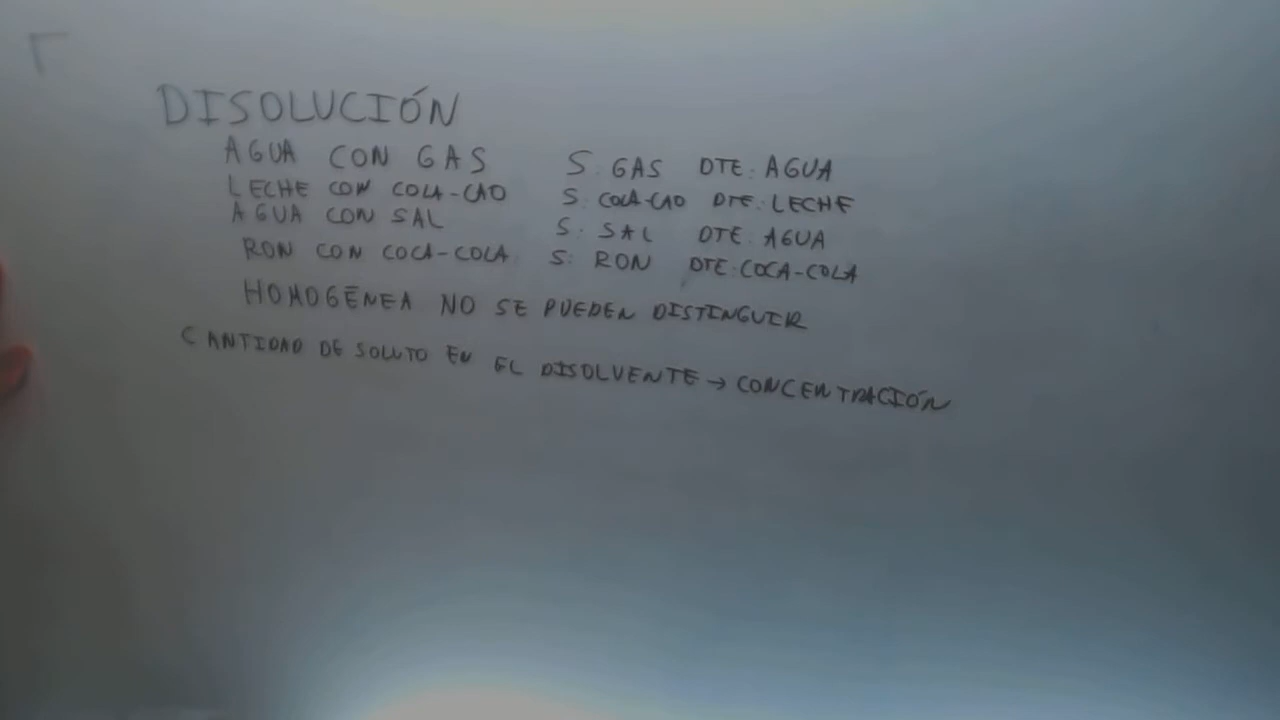 DISOLUCIÓN
AGUA CON GAS S: GAS DTE: AGUA
LECHE CON COLA-CAO S: COLA-CAO DTE: LECHE
AGUA CON SAL S: SAL DTE: AGUA
RON CON COCA-COLA S: RON DTE: COCA-COLA
HOMOGÉNEA NO SE PUEDEN DISTINGUIR
CANTIDAD DE SOLUTO EN EL DISOLVENTE → CONCENTRACIÓN